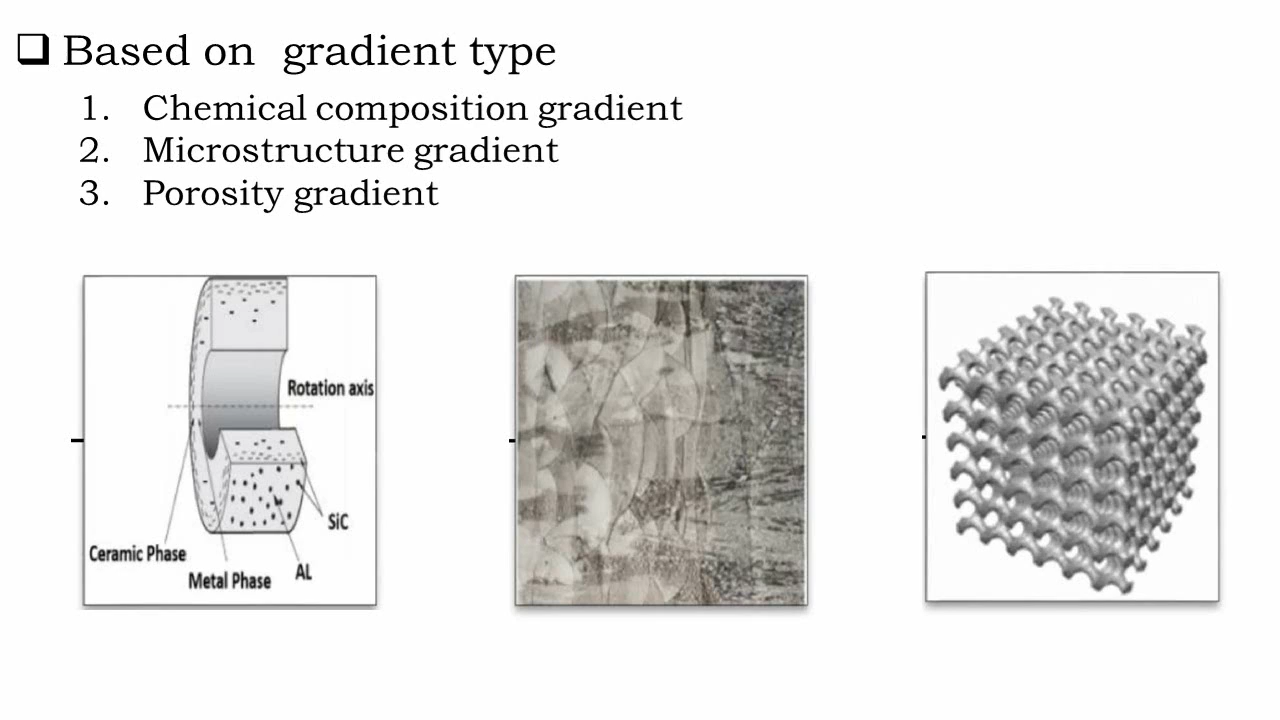 Based on gradient type
1. Chemical composition gradient
2. Microstructure gradient
3. Porosity gradient
Rotation axis
SiC
Ceramic Phase
Metal Phase
AL